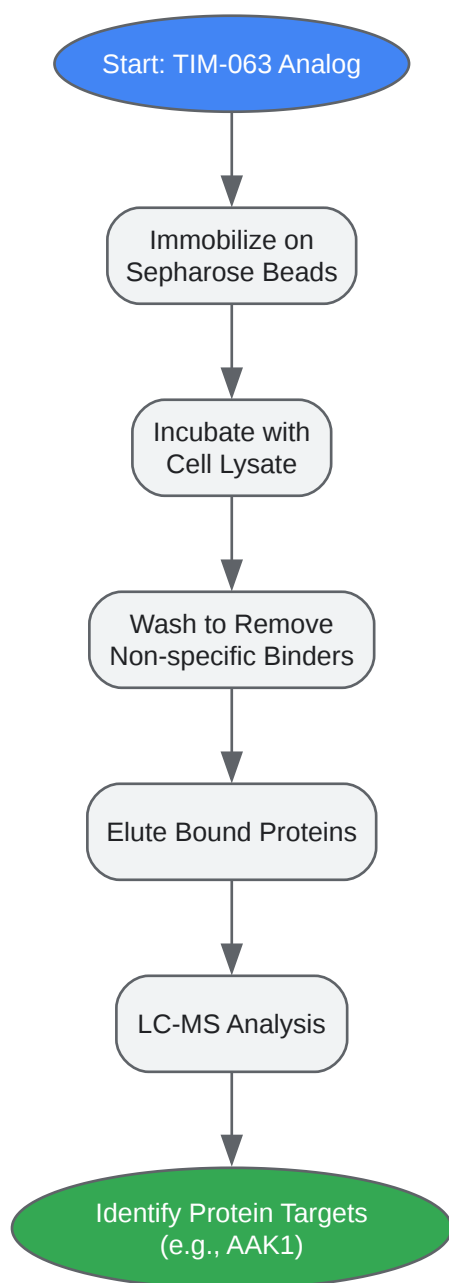 Start: TIM-063 Analog
Immobilize on
Sepharose Beads
Incubate with
Cell Lysate
Wash to Remove
Non-specific Binders
Elute Bound Proteins
LC-MS Analysis
Identify Protein Targets
(e.g., AAK1)